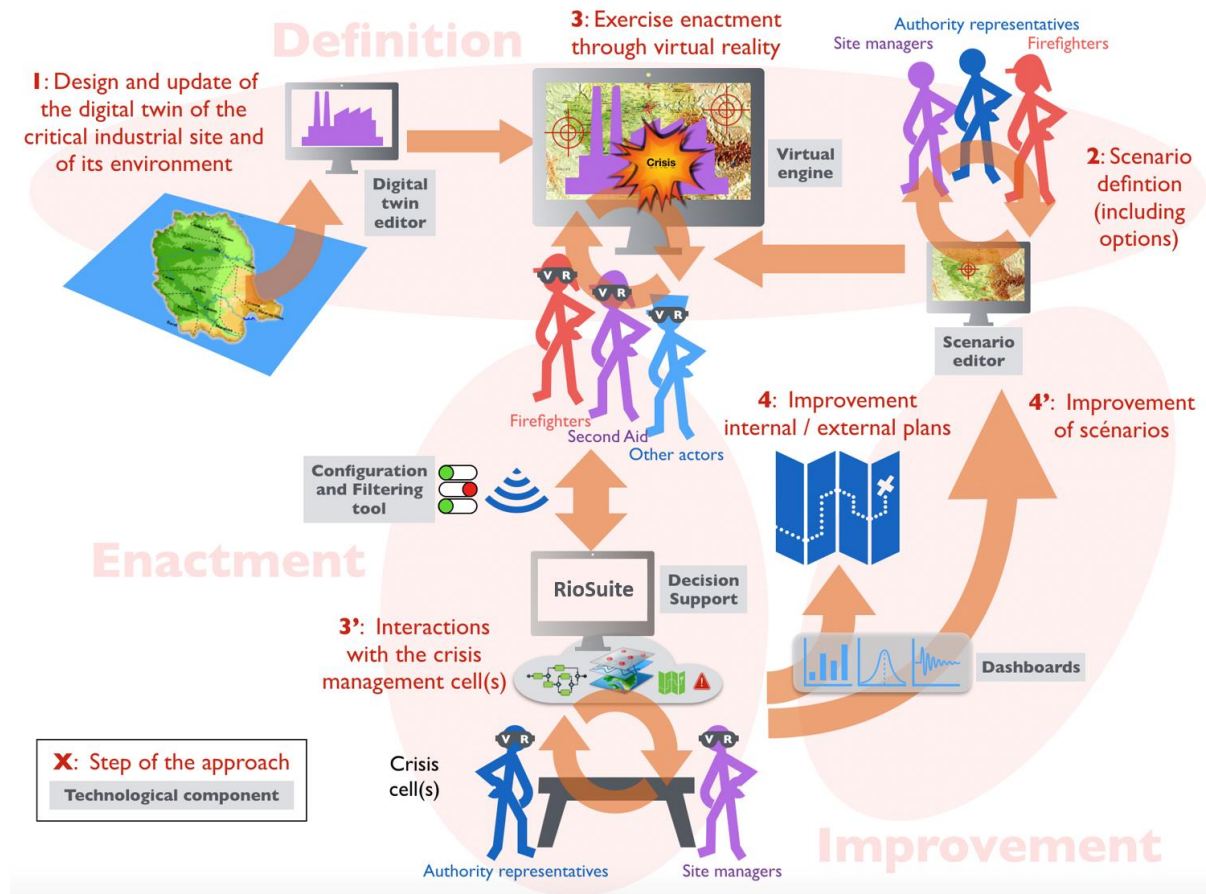 Definition
3: Exercise enactment
through virtual reality
Authority representatives
Site managers
Firefighters
1: Design and update of
the digital twin of the
critical industrial site and
of its environment
Crisis
Virtual
engine
Digital
twin
editor
2: Scenario
defintion
(including
options)
V R
V R
V R
Scenario
editor
Firefighters
Second Aid
Other actors
4: Improvement
internal / external plans
4': Improvement
of scénarios
Configuration
and Filtering
tool
Enactment
RioSuite
Decision
Support
3': Interactions
with the crisis
management cell(s)
Dashboards
V R
V R
Crisis
cell(s)
X: Step of the approach
Technological component
Authority representatives
Site managers
Improvement